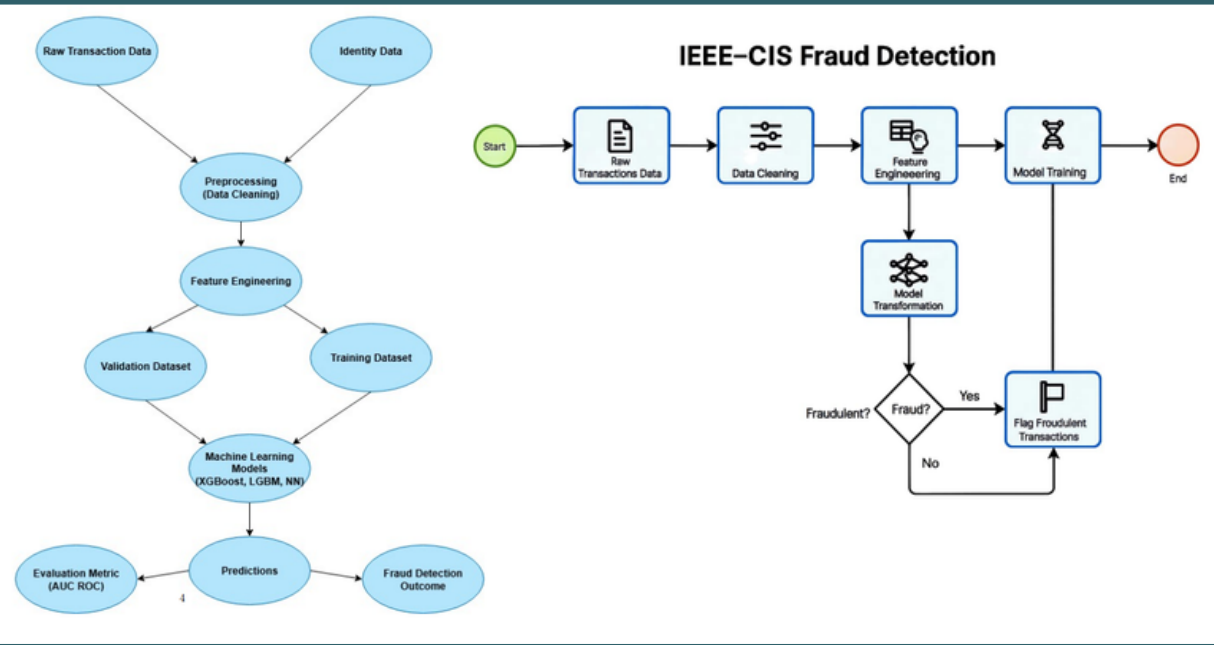 Raw Transaction Data
Identity Data
Preprocessing
(Data Cleaning)
Feature Engineering
Validation Dataset
Training Dataset
Machine Learning
Models
(XGBoost, LGBM, NN)
Predictions
Evaluation Metric
(AUC ROC)
Fraud Detection
Outcome
4
IEEE–CIS Fraud Detection
Start
Raw
Transactions Data
Data Cleaning
Feature
Engineeering
Model Training
End
Model
Transformation
Fraudulent?
Fraud?
Yes
No
Flag Froudulent
Transactions